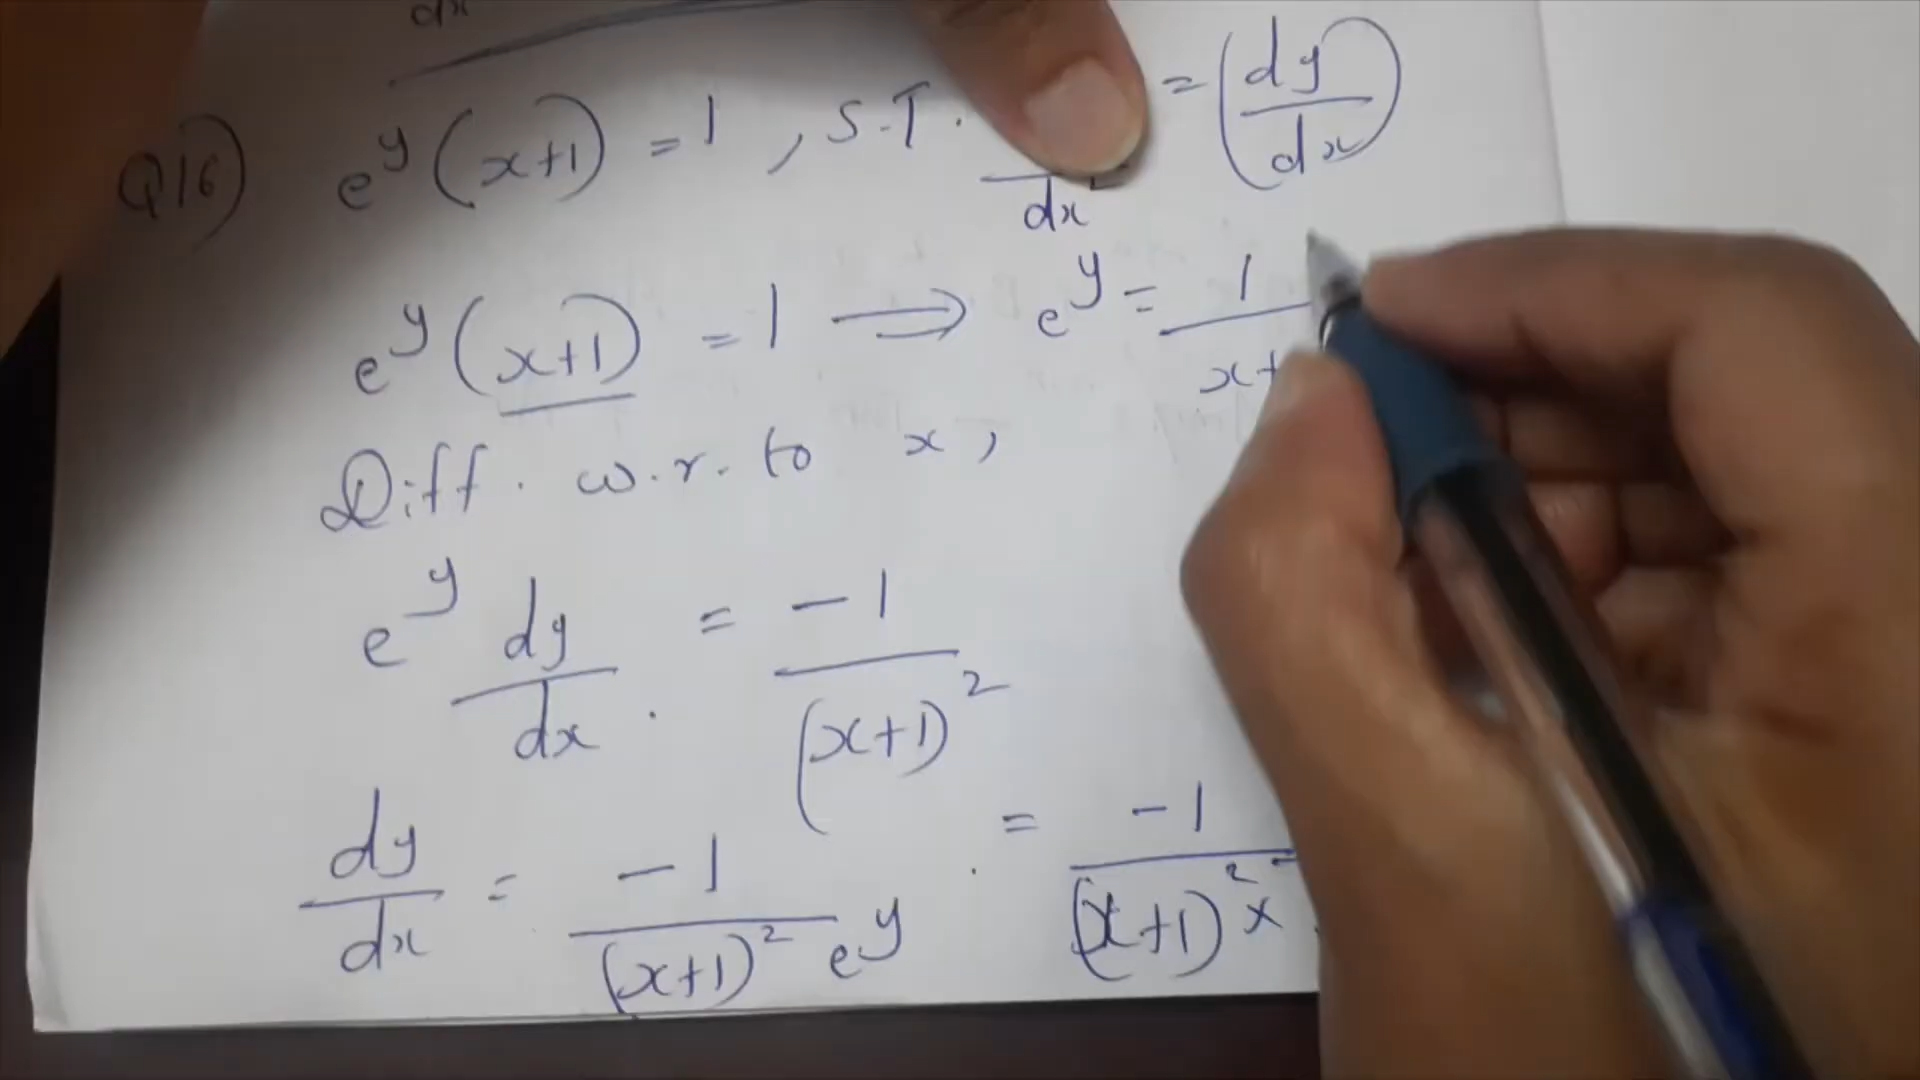 dx
Q16) e^y (x+1) = 1 , S.T. /dx² = (dy/dx)
e^y (x+1) = 1 ⟹ e^y = 1/x+
Diff. w.r. to x,
e^y dy/dx . = -1/(x+1)²
dy/dx = -1/(x+1)² e^y . = -1/(x+1)² x